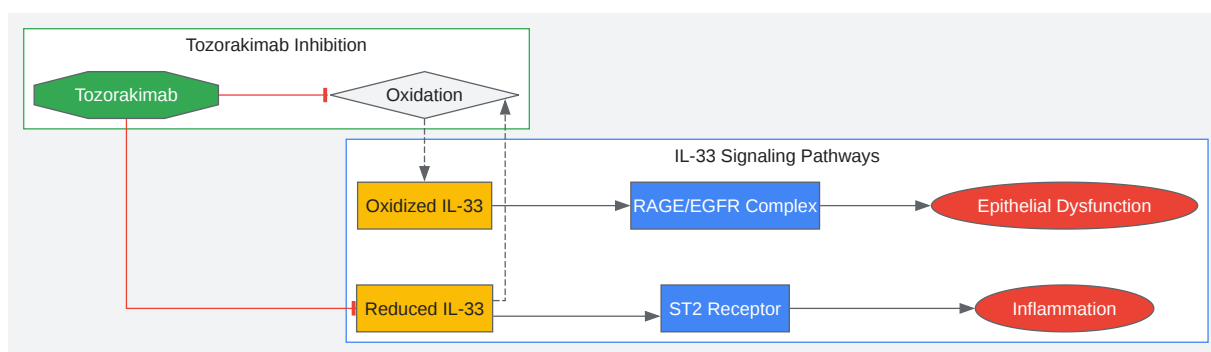 Tozorakimab Inhibition
Tozorakimab
Oxidation
IL-33 Signaling Pathways
Oxidized IL-33
RAGE/EGFR Complex
Epithelial Dysfunction
Reduced IL-33
ST2 Receptor
Inflammation